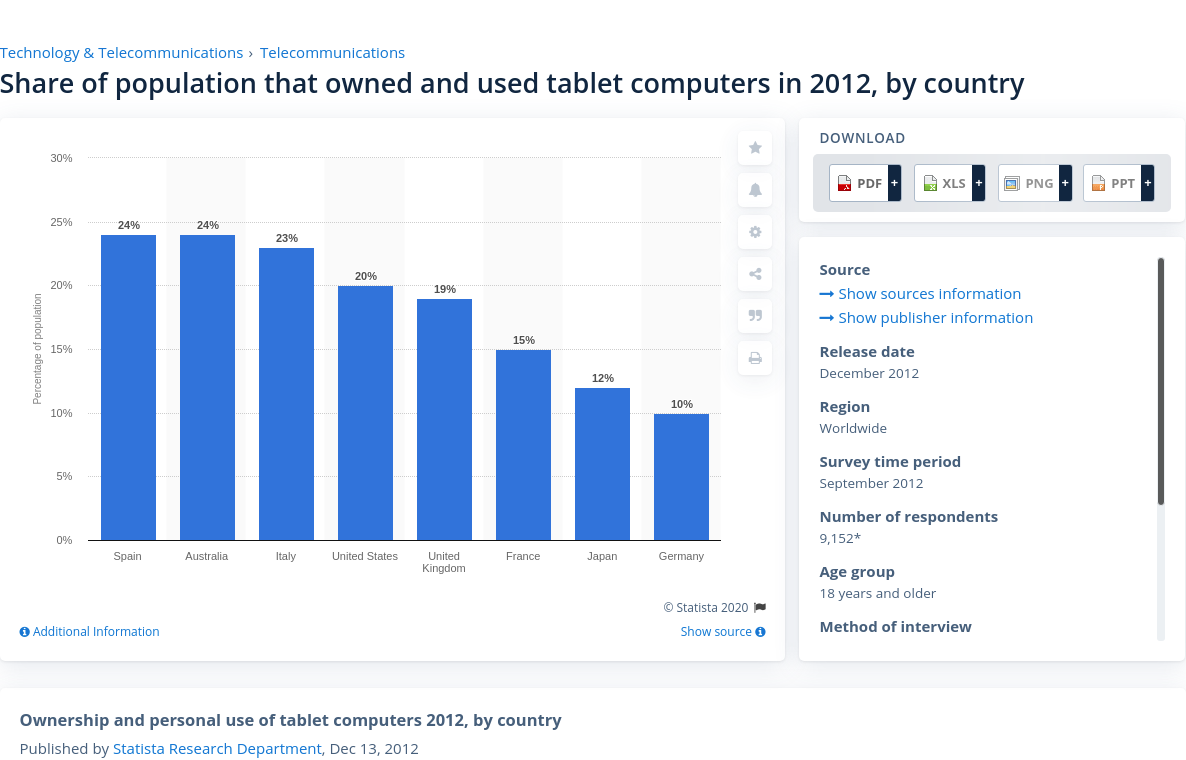 Technology & Telecommunications › Telecommunications
Share of population that owned and used tablet computers in 2012, by country
30%
25%
20%
15%
10%
5%
0%
Percentage of population
24%
24%
23%
20%
19%
15%
12%
10%
Spain
Australia
Italy
United States
United
Kingdom
France
Japan
Germany
© Statista 2020
Additional Information
Show source
DOWNLOAD
PDF +
XLS +
PNG +
PPT +
Source
Show sources information
Show publisher information
Release date
December 2012
Region
Worldwide
Survey time period
September 2012
Number of respondents
9,152*
Age group
18 years and older
Method of interview
Ownership and personal use of tablet computers 2012, by country
Published by Statista Research Department, Dec 13, 2012